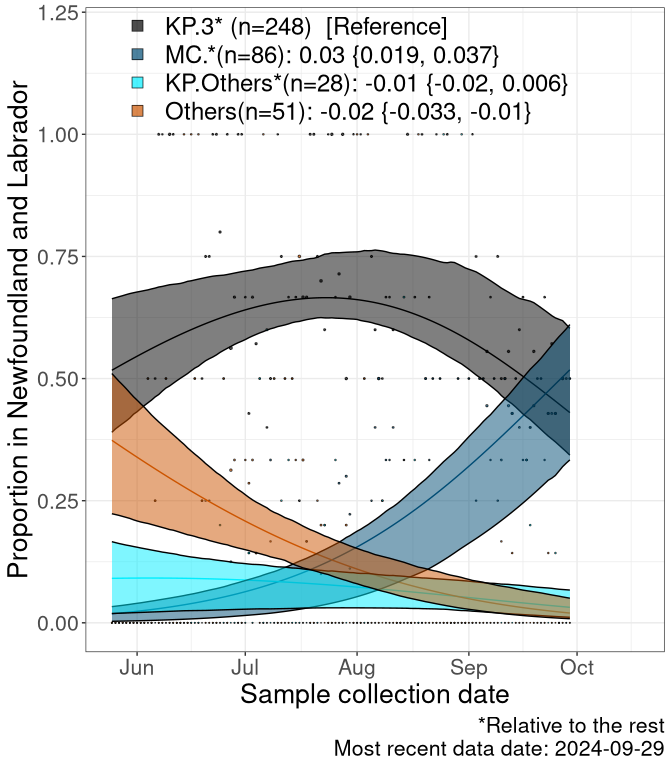 1.25
KP.3* (n=248)  [Reference]
MC.*(n=86): 0.03 {0.019, 0.037}
KP.Others*(n=28): -0.01 {-0.02, 0.006}
Others(n=51): -0.02 {-0.033, -0.01}
1.00
0.75
0.50
0.25
0.00
Proportion in Newfoundland and Labrador
Jun Jul Aug Sep Oct
Sample collection date
*Relative to the rest
Most recent data date: 2024-09-29